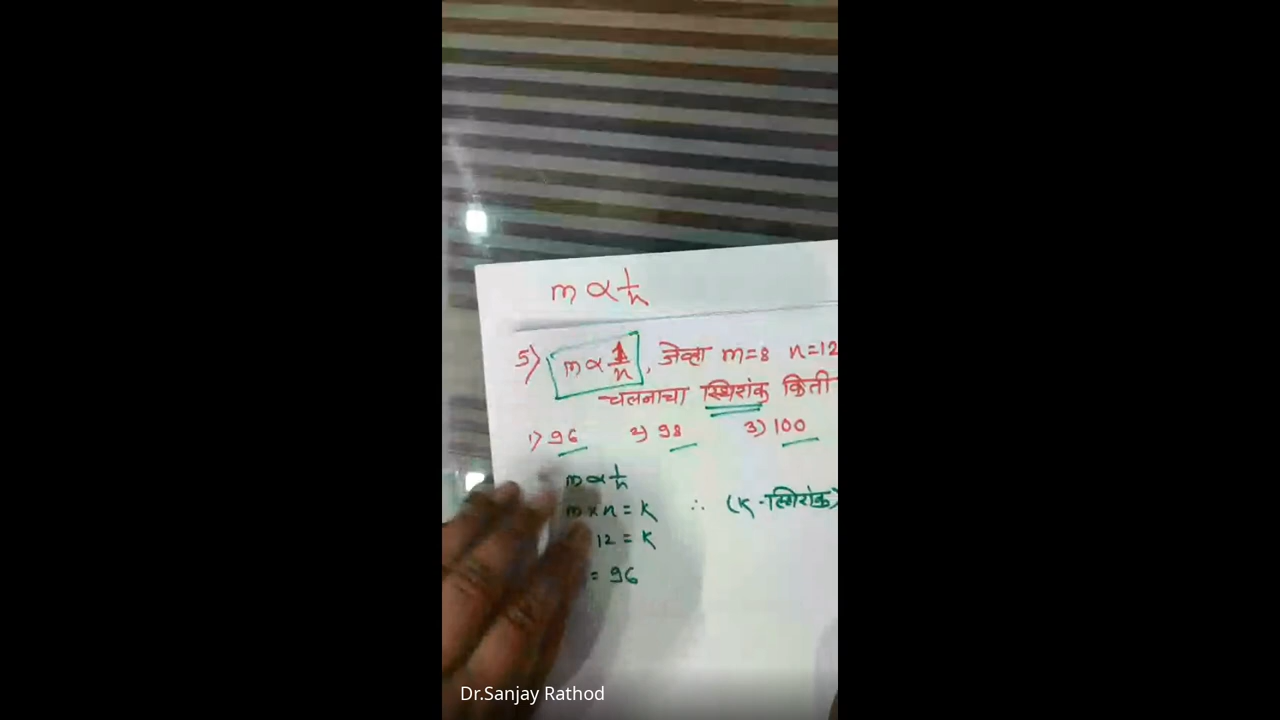 m ∝ 1/n
5) m ∝ 1/n, जेव्हा m=8 n=12
चलनाचा स्थिरांक किती
1) 96 2) 98 3) 100
m ∝ 1/n
m×n = K ∴ (K-स्थिरांक)
12 = K
= 96
Dr.Sanjay Rathod